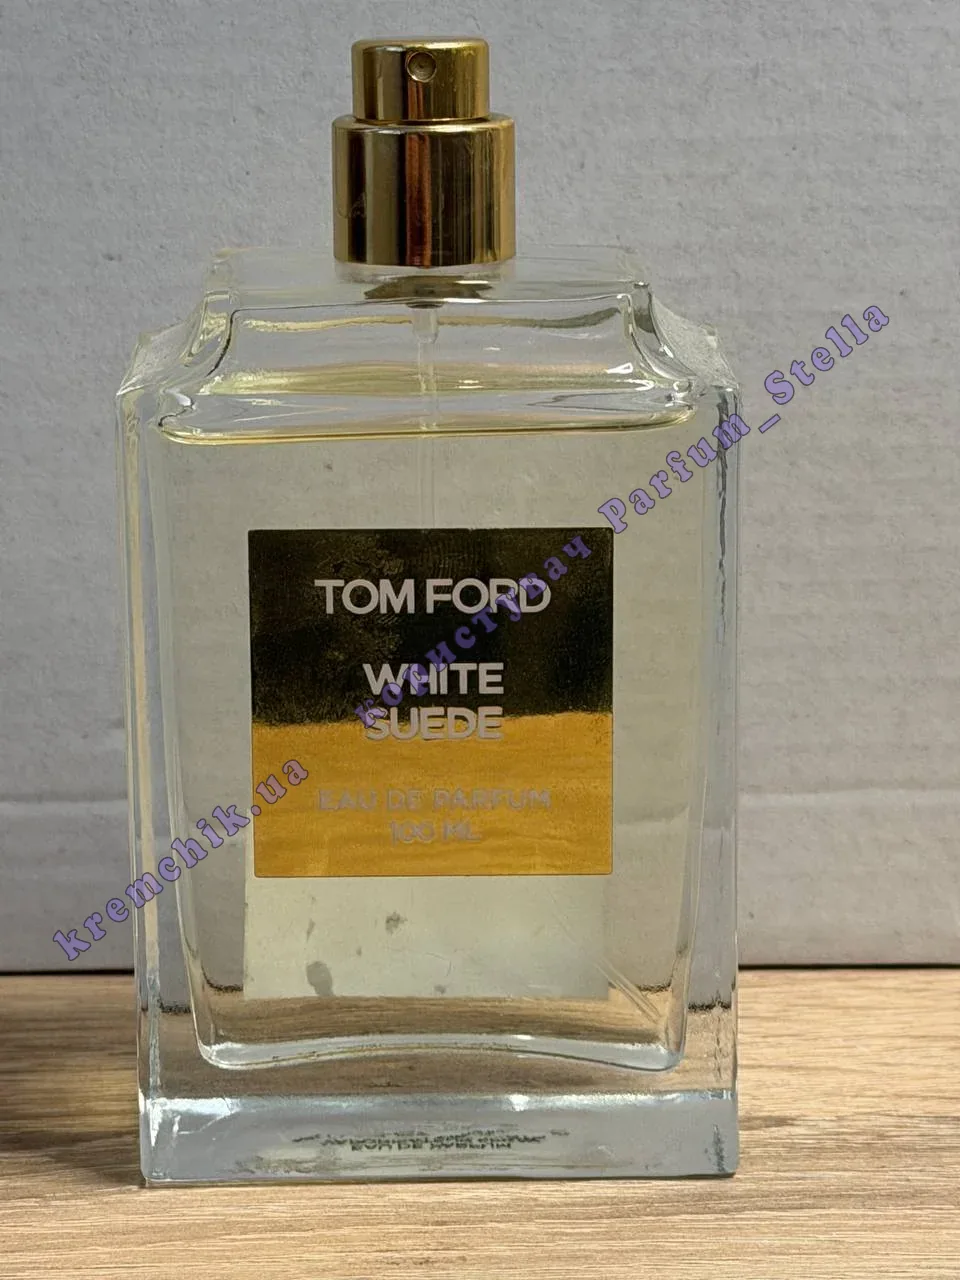 TOM FORD
WHITE
SUEDE
EAU DE PARFUM
100 ML
kremchik.ua
користувач Parfum_Stella